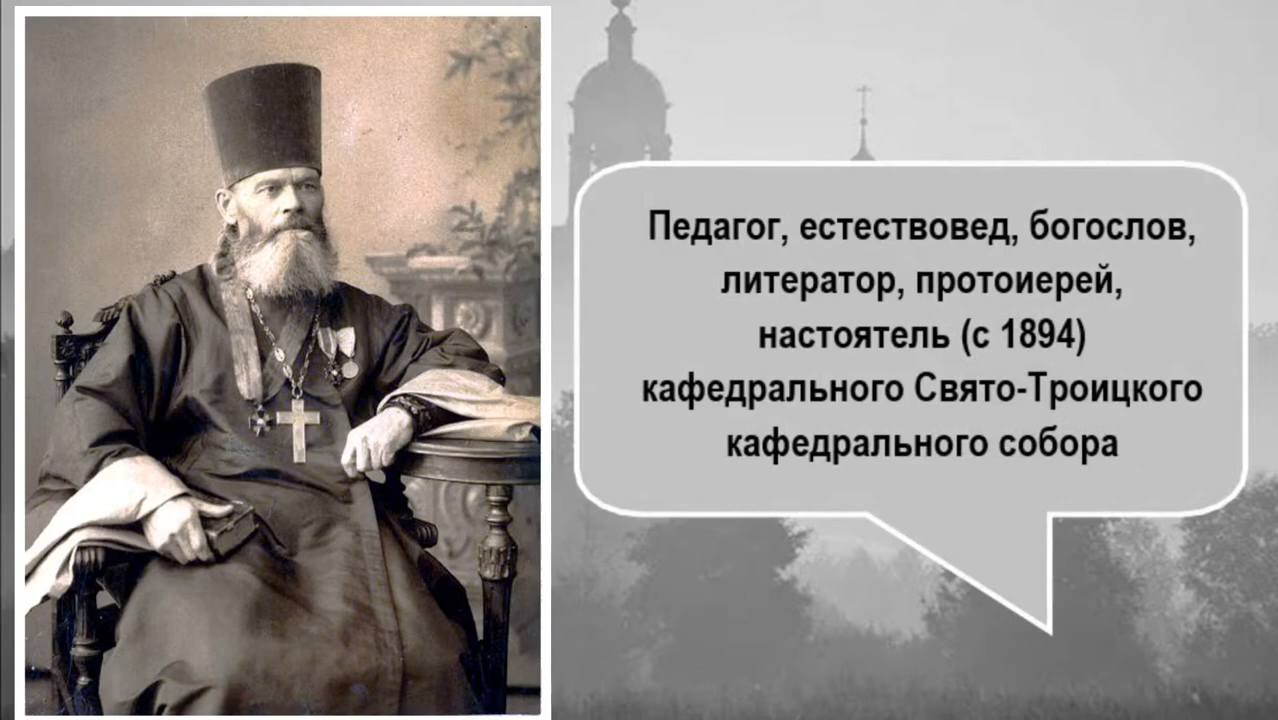 Педагог, естествовед, богослов,
литератор, протоиерей,
настоятель (с 1894)
кафедрального Свято-Троицкого
кафедрального собора